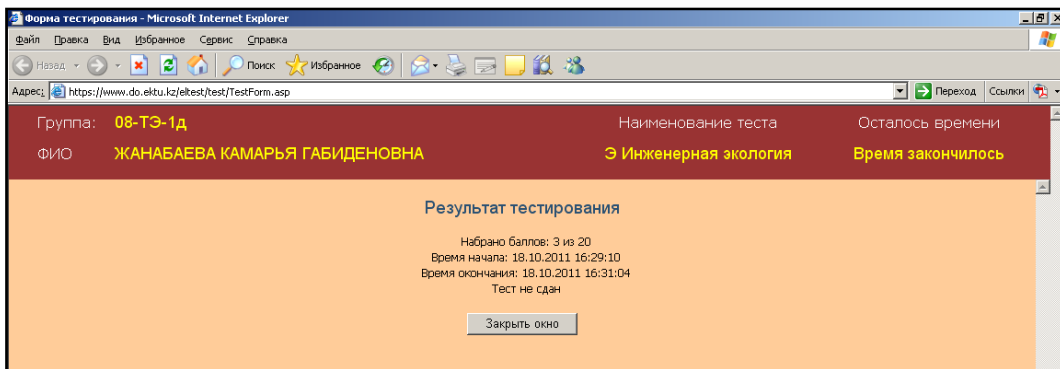 Форма тестирования - Microsoft Internet Explorer
Файл Правка Вид Избранное Сервис Справка
Назад Поиск Избранное
Адрес: https://www.do.ektu.kz/eltest/test/TestForm.asp Переход Ссылки
Группа: 08-ТЭ-1д Наименование теста Осталось времени
ФИО ЖАНАБАЕВА КАМАРЬЯ ГАБИДЕНОВНА Э Инженерная экология Время закончилось
Результат тестирования
Набрано баллов: 3 из 20
Время начала: 18.10.2011 16:29:10
Время окончания: 18.10.2011 16:31:04
Тест не сдан
Закрыть окно